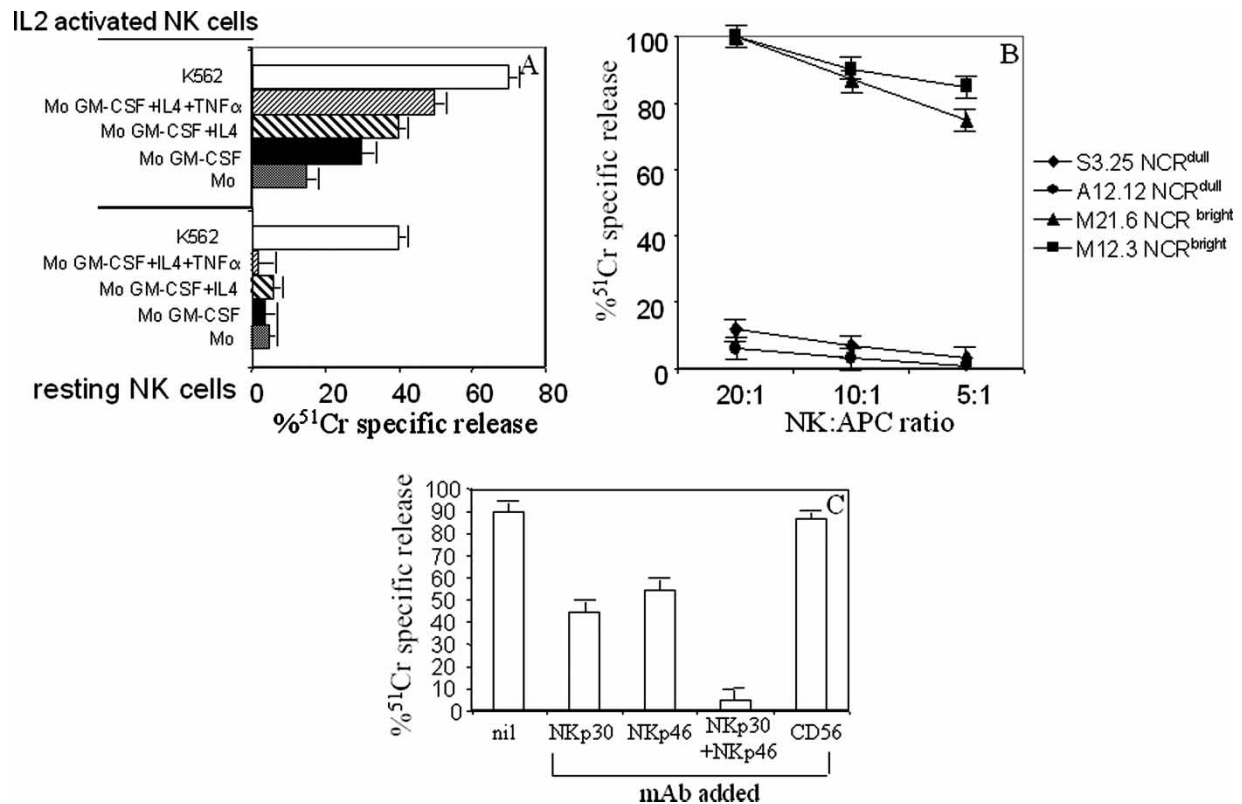 IL2 activated NK cells
A
K562
Mo GM-CSF+IL4+TNFα
Mo GM-CSF+IL4
Mo GM-CSF
Mo
K562
Mo GM-CSF+IL4+TNFα
Mo GM-CSF+IL4
Mo GM-CSF
Mo
resting NK cells
0 20 40 60 80
%⁵¹Cr specific release
B
100
80
60
40
20
0
%⁵¹Cr specific release
20:1 10:1 5:1
NK:APC ratio
S3.25 NCRᵈᵘˡˡ
A12.12 NCRᵈᵘˡˡ
M21.6 NCR ᵇʳⁱᵍʰᵗ
M12.3 NCRᵇʳⁱᵍʰᵗ
C
100
90
80
70
60
50
40
30
20
10
0
%⁵¹Cr specific release
nil NKp30 NKp46 NKp30 CD56
+NKp46
mAb added